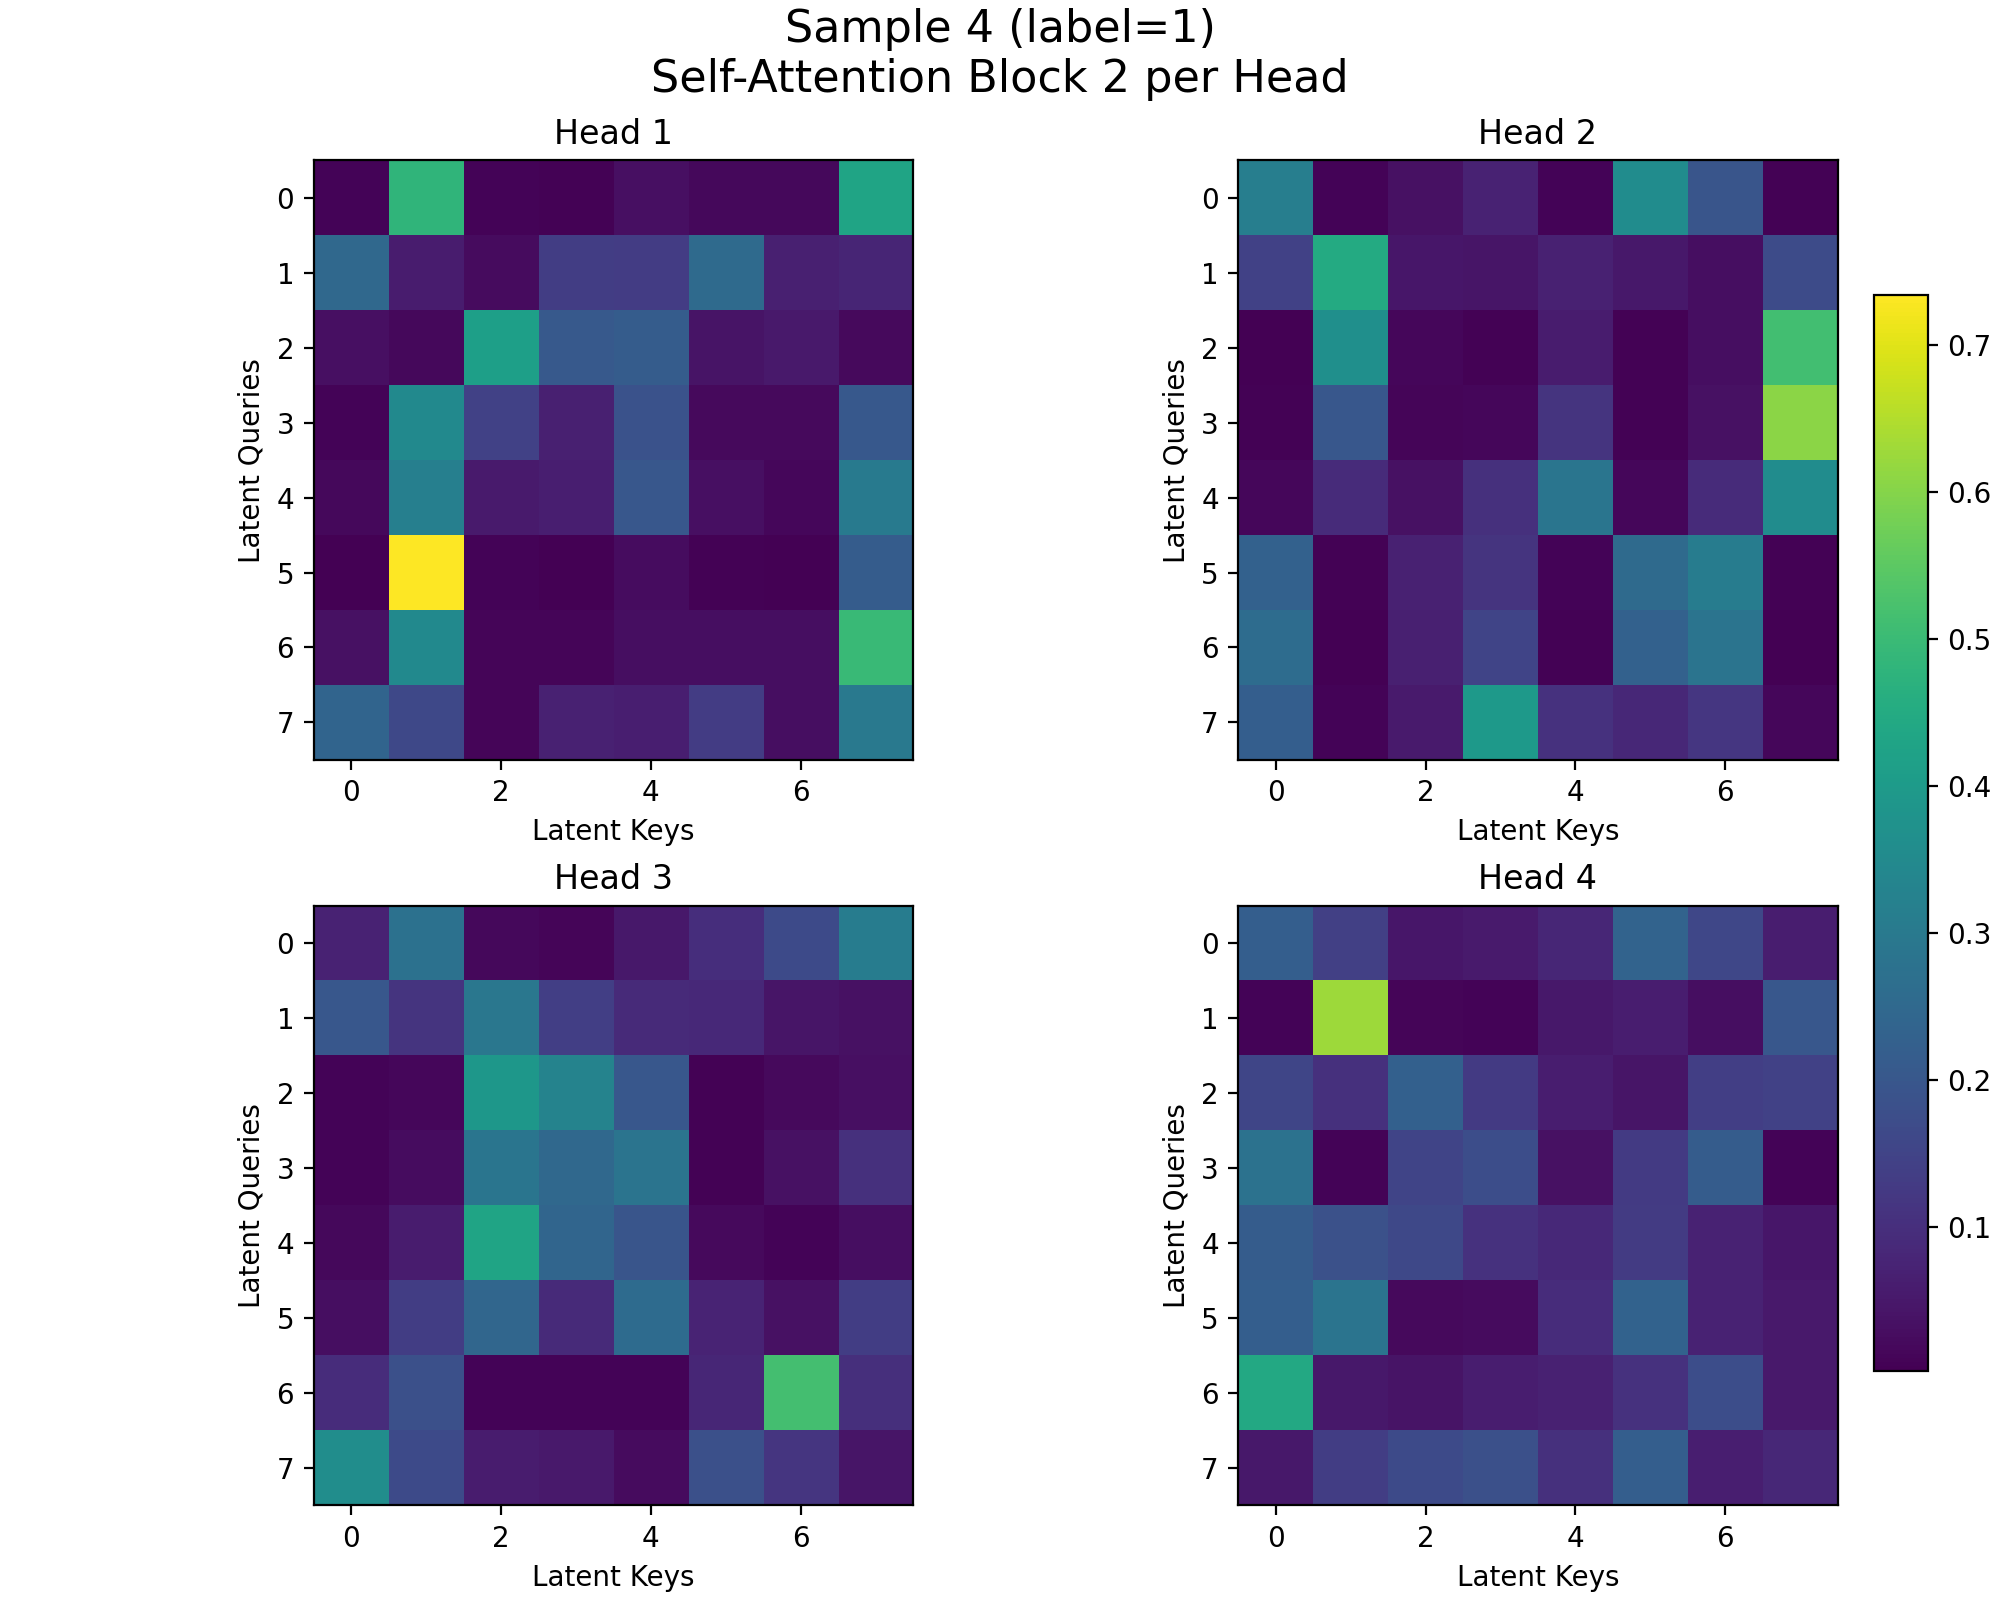 Sample 4 (label=1)
Self-Attention Block 2 per Head
Head 1
0
1
2
3
4
5
6
7
Latent Queries
0 2 4 6
Latent Keys
Head 2
0
1
2
3
4
5
6
7
Latent Queries
0 2 4 6
Latent Keys
Head 3
0
1
2
3
4
5
6
7
Latent Queries
0 2 4 6
Latent Keys
Head 4
0
1
2
3
4
5
6
7
Latent Queries
0 2 4 6
Latent Keys
0.7
0.6
0.5
0.4
0.3
0.2
0.1